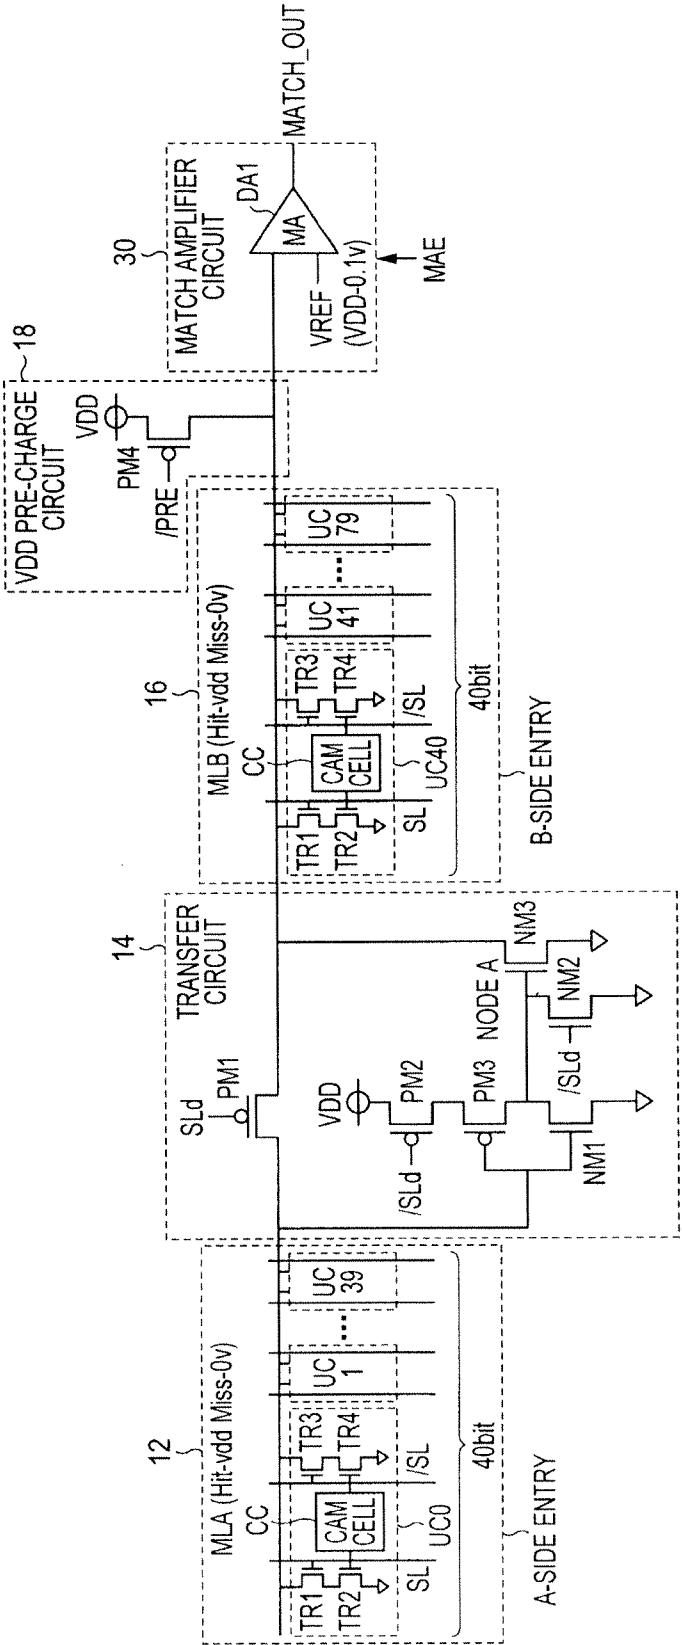 12
MLA (Hit-vdd Miss-0v)
CC
TR1
TR2
CAM
CELL
TR3
TR4
SL
/SL
UC0
UC
1
UC
39
40bit
A-SIDE ENTRY
14
TRANSFER
CIRCUIT
SLd
PM1
VDD
/SLd
PM2
PM3
NM1
NODE A
/SLd
NM2
NM3
16
MLB (Hit-vdd Miss-0v)
CC
TR1
TR2
CAM
CELL
TR3
TR4
SL
/SL
UC40
UC
41
UC
79
40bit
B-SIDE ENTRY
18
VDD PRE-CHARGE
CIRCUIT
VDD
PM4
/PRE
30
MATCH AMPLIFIER
CIRCUIT
DA1
MA
VREF
(VDD-0.1v)
MAE
MATCH_OUT